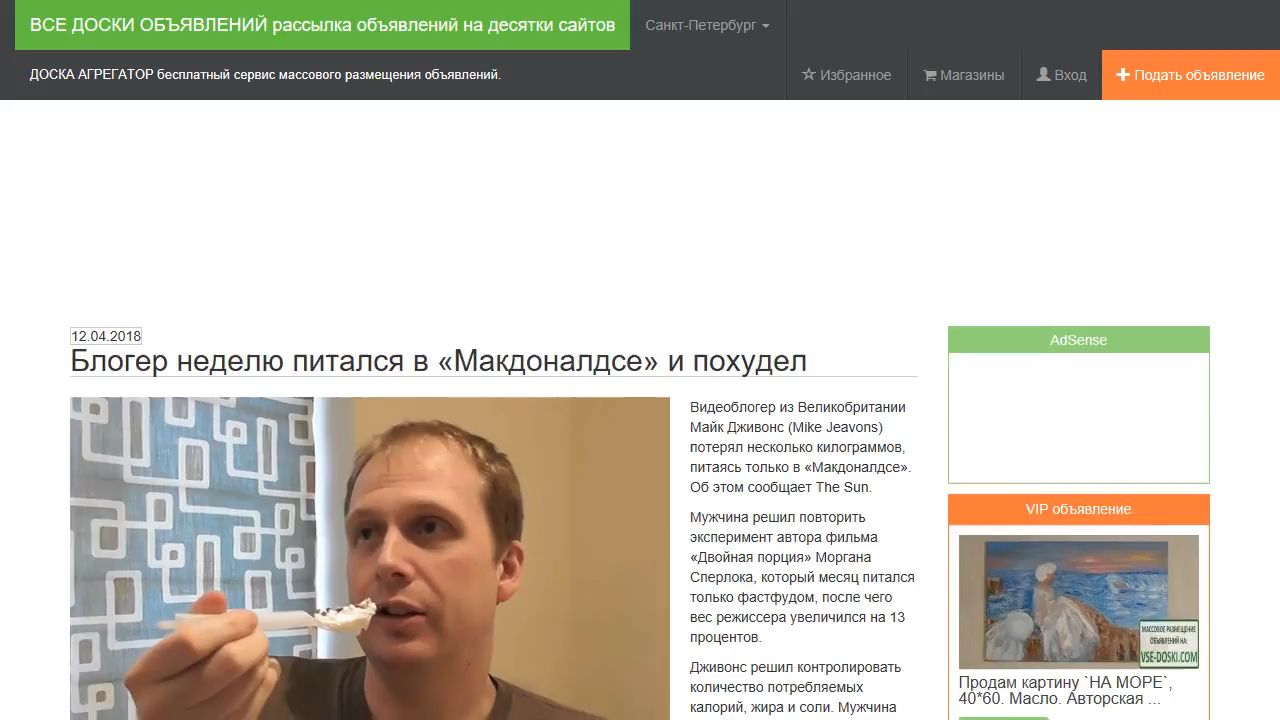 ВСЕ ДОСКИ ОБЪЯВЛЕНИЙ рассылка объявлений на десятки сайтов
Санкт-Петербург
ДОСКА АГРЕГАТОР бесплатный сервис массового размещения объявлений.
Избранное
Магазины
Вход
Подать объявление
12.04.2018
Блогер неделю питался в «Макдоналдсе» и похудел
Видеоблогер из Великобритании
Майк Дживонс (Mike Jeavons)
потерял несколько килограммов,
питаясь только в «Макдоналдсе».
Об этом сообщает The Sun.
Мужчина решил повторить
эксперимент автора фильма
«Двойная порция» Моргана
Сперлока, который месяц питался
только фастфудом, после чего
вес режиссера увеличился на 13
процентов.
Дживонс решил контролировать
количество потребляемых
калорий, жира и соли. Мужчина
AdSense
VIP объявление
МАССОВОЕ РАЗМЕЩЕНИЕ
ОБЪЯВЛЕНИЙ НА:
VSE-DOSKI.COM
Продам картину `НА МОРЕ`,
40*60. Масло. Авторская ...